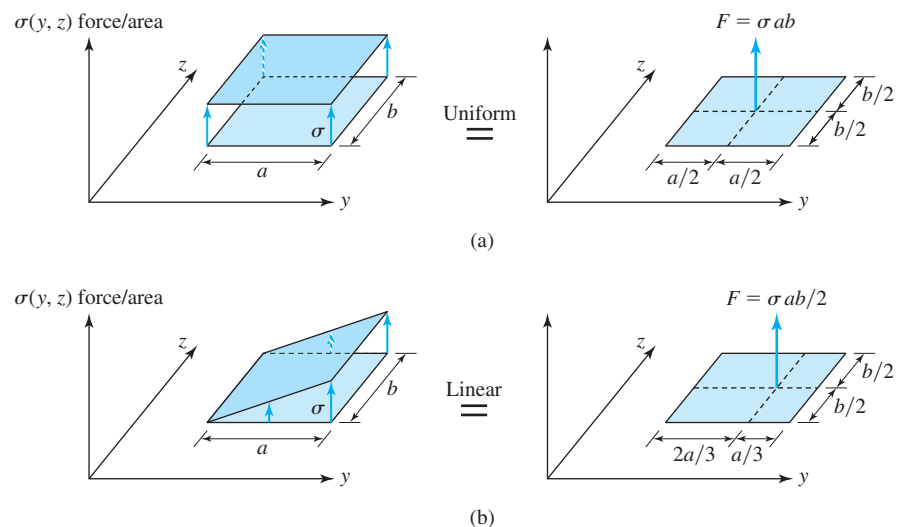 σ(y, z) force/area
z
σ
b
a
y
Uniform
=
F = σ ab
z
b/2
b/2
a/2
a/2
y
(a)
σ(y, z) force/area
z
σ
b
a
y
Linear
=
F = σ ab/2
z
b/2
b/2
2a/3
a/3
y
(b)